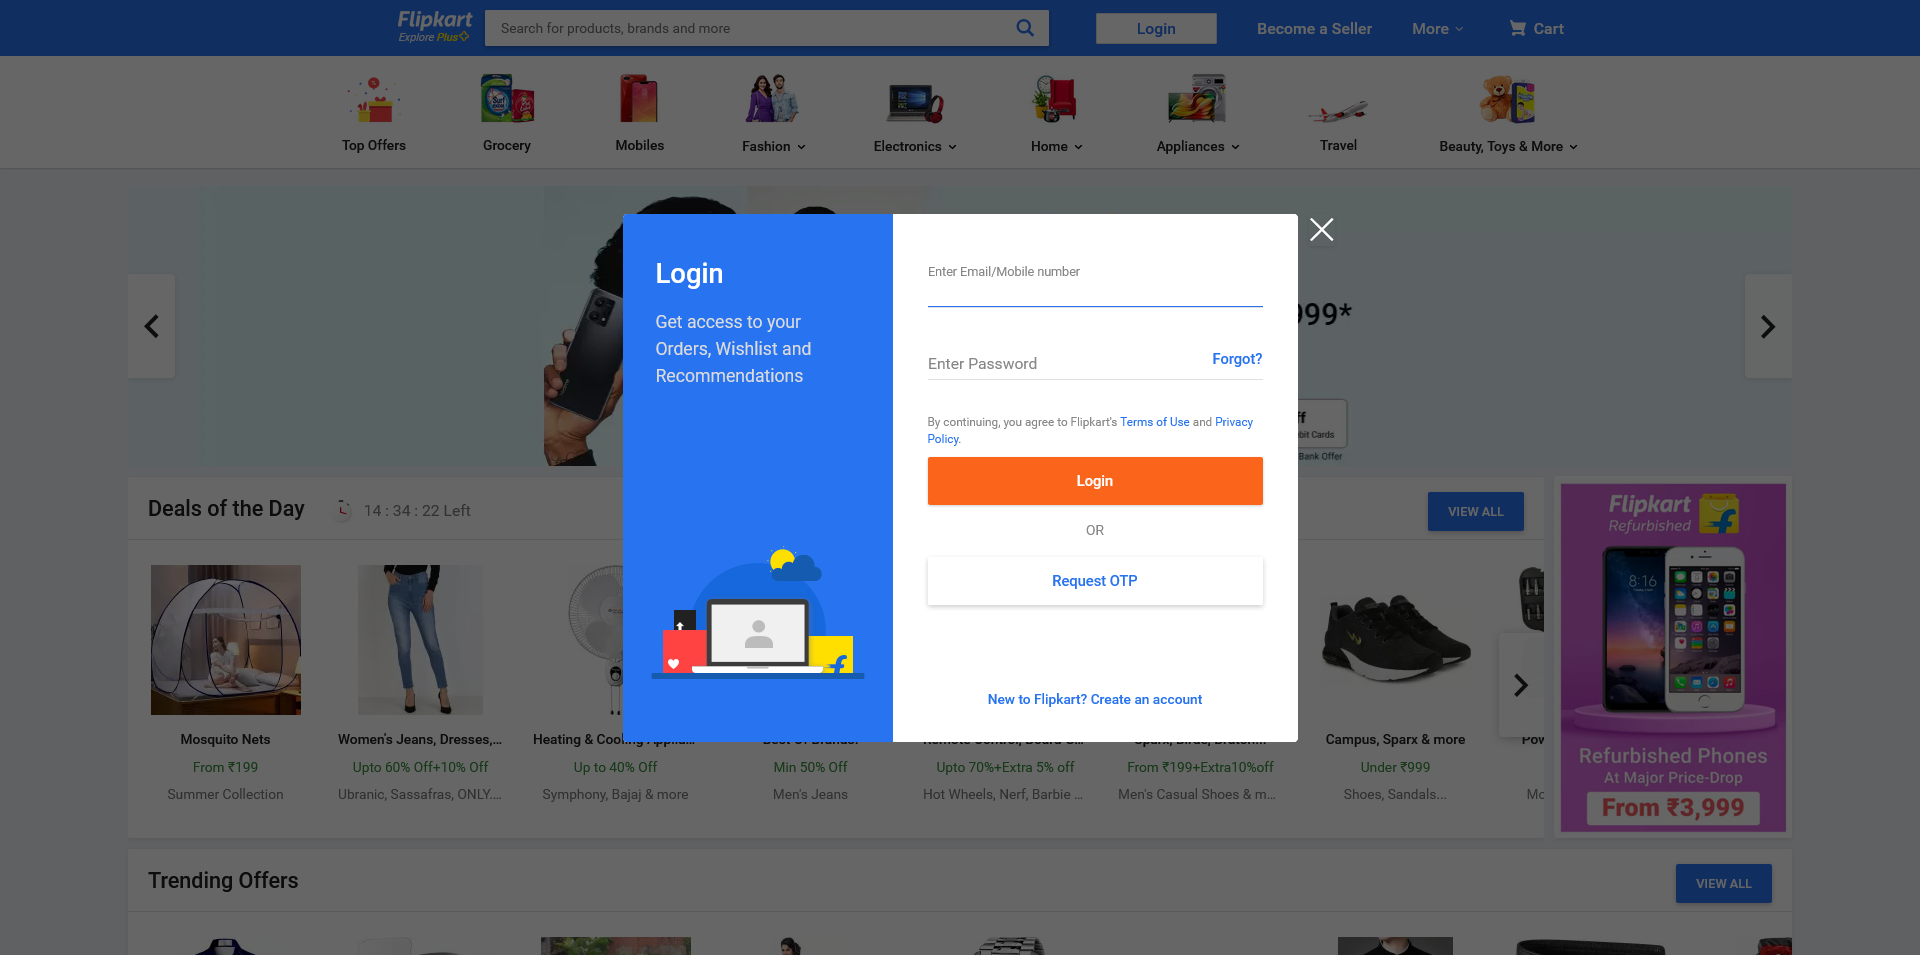 Flipkart
Explore Plus
Search for products, brands and more
Login
Become a Seller
More
Cart
Top Offers
Grocery
Mobiles
Fashion
Electronics
Home
Appliances
Travel
Beauty, Toys & More
Login
Get access to your
Orders, Wishlist and
Recommendations
Enter Email/Mobile number
Enter Password
Forgot?
By continuing, you agree to Flipkart's Terms of Use and Privacy
Policy.
Login
OR
Request OTP
New to Flipkart? Create an account
999*
ff
bit Cards
Bank Offer
Deals of the Day
14 : 34 : 22 Left
VIEW ALL
Mosquito Nets
From ₹199
Summer Collection
Women's Jeans, Dresses,...
Upto 60% Off+10% Off
Ubranic, Sassafras, ONLY....
Heating & Cooling Applia...
Up to 40% Off
Symphony, Bajaj & more
Min 50% Off
Men's Jeans
Upto 70%+Extra 5% off
Hot Wheels, Nerf, Barbie ...
From ₹199+Extra10%off
Men's Casual Shoes & m...
Campus, Sparx & more
Under ₹999
Shoes, Sandals...
Flipkart
Refurbished
8:16
Refurbished Phones
At Major Price-Drop
From ₹3,999
Trending Offers
VIEW ALL